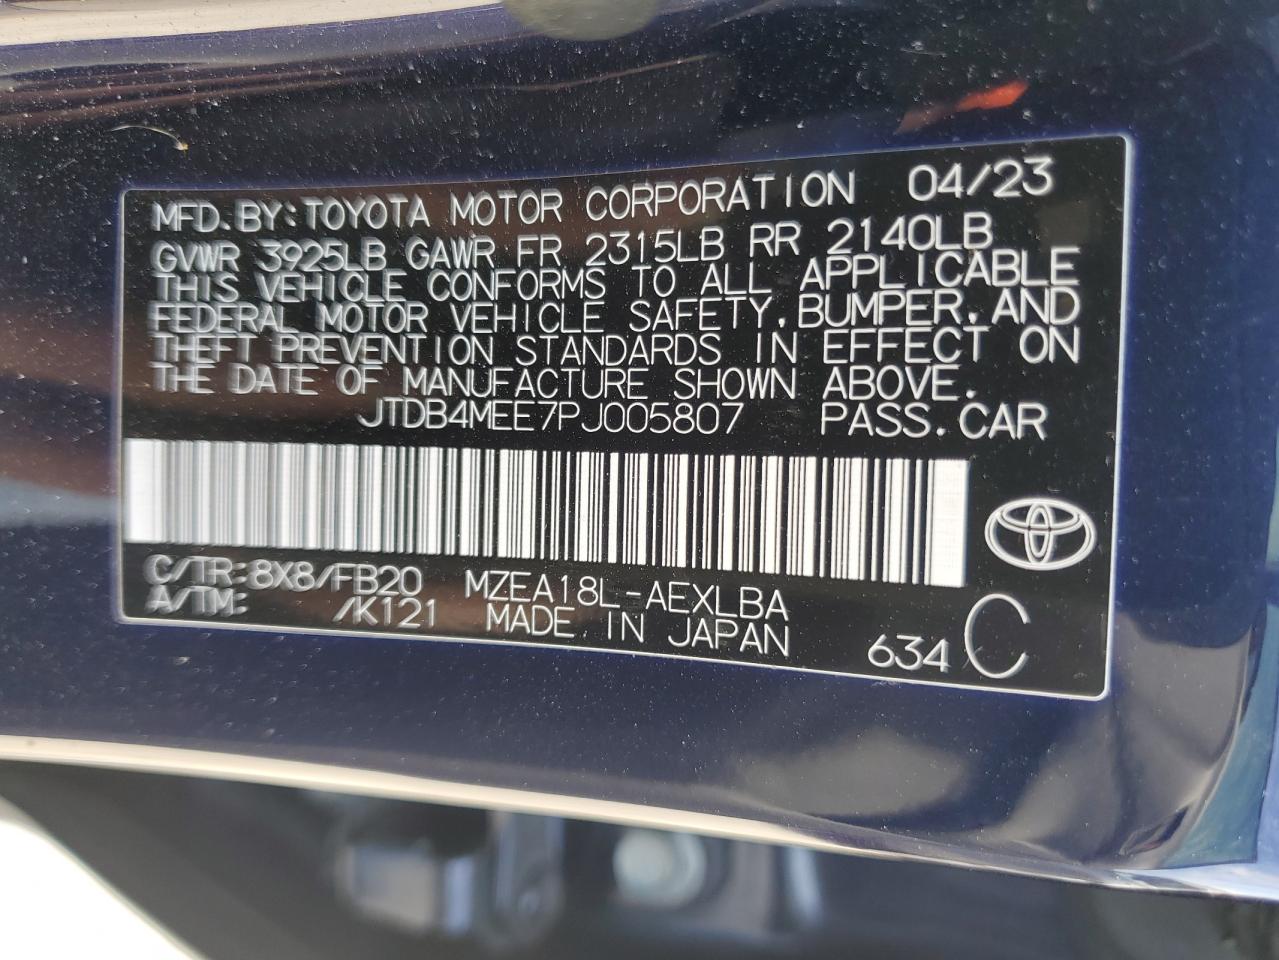 MFD.BY:TOYOTA MOTOR CORPORATION 04/23
GVWR 3925LB GAWR FR 2315LB RR 2140LB
THIS VEHICLE CONFORMS TO ALL APPLICABLE
FEDERAL MOTOR VEHICLE SAFETY,BUMPER,AND
THEFT PREVENTION STANDARDS IN EFFECT ON
THE DATE OF MANUFACTURE SHOWN ABOVE.
JTDB4MEE7PJ005807 PASS.CAR
C/TR:8X8/FB20 MZEA18L-AEXLBA
A/TM: /K121 MADE IN JAPAN 634 C